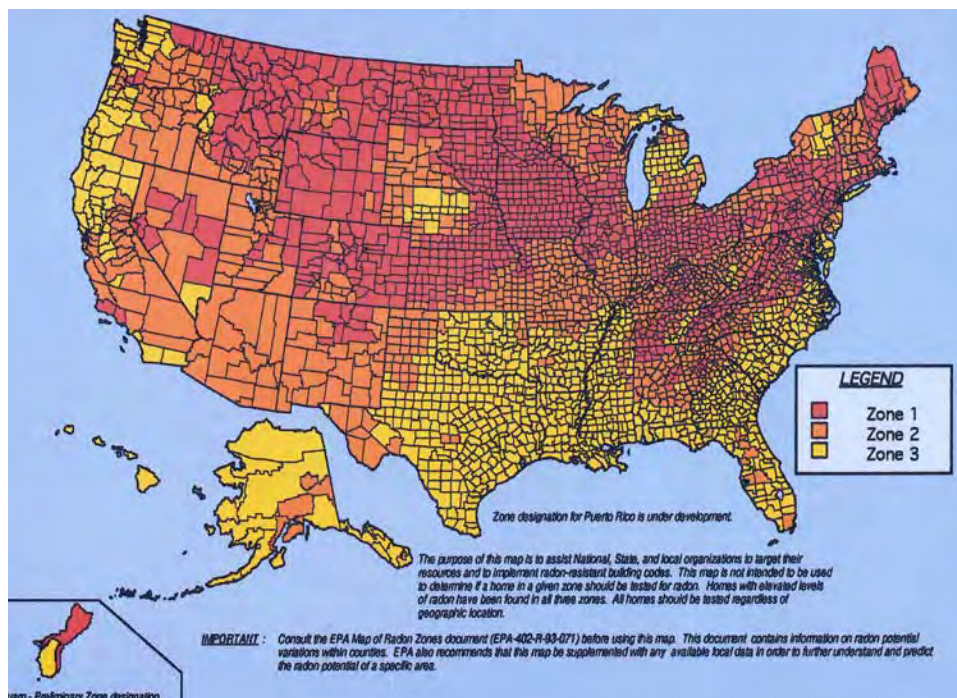 LEGEND
Zone 1
Zone 2
Zone 3
Zone designation for Puerto Rico is under development.
The purpose of this map is to assist National, State, and local organizations to target their
resources and to implement radon-resistant building codes. This map is not intended to be used
to determine if a home in a given zone should be tested for radon. Homes with elevated levels
of radon have been found in all three zones. All homes should be tested regardless of
geographic location.
IMPORTANT : Consult the EPA Map of Radon Zones document (EPA-402-R-93-071) before using this map. This document contains information on radon potential
variations within counties. EPA also recommends that this map be supplemented with any available local data in order to further understand and predict
the radon potential of a specific area.
- Preliminary Zone designation